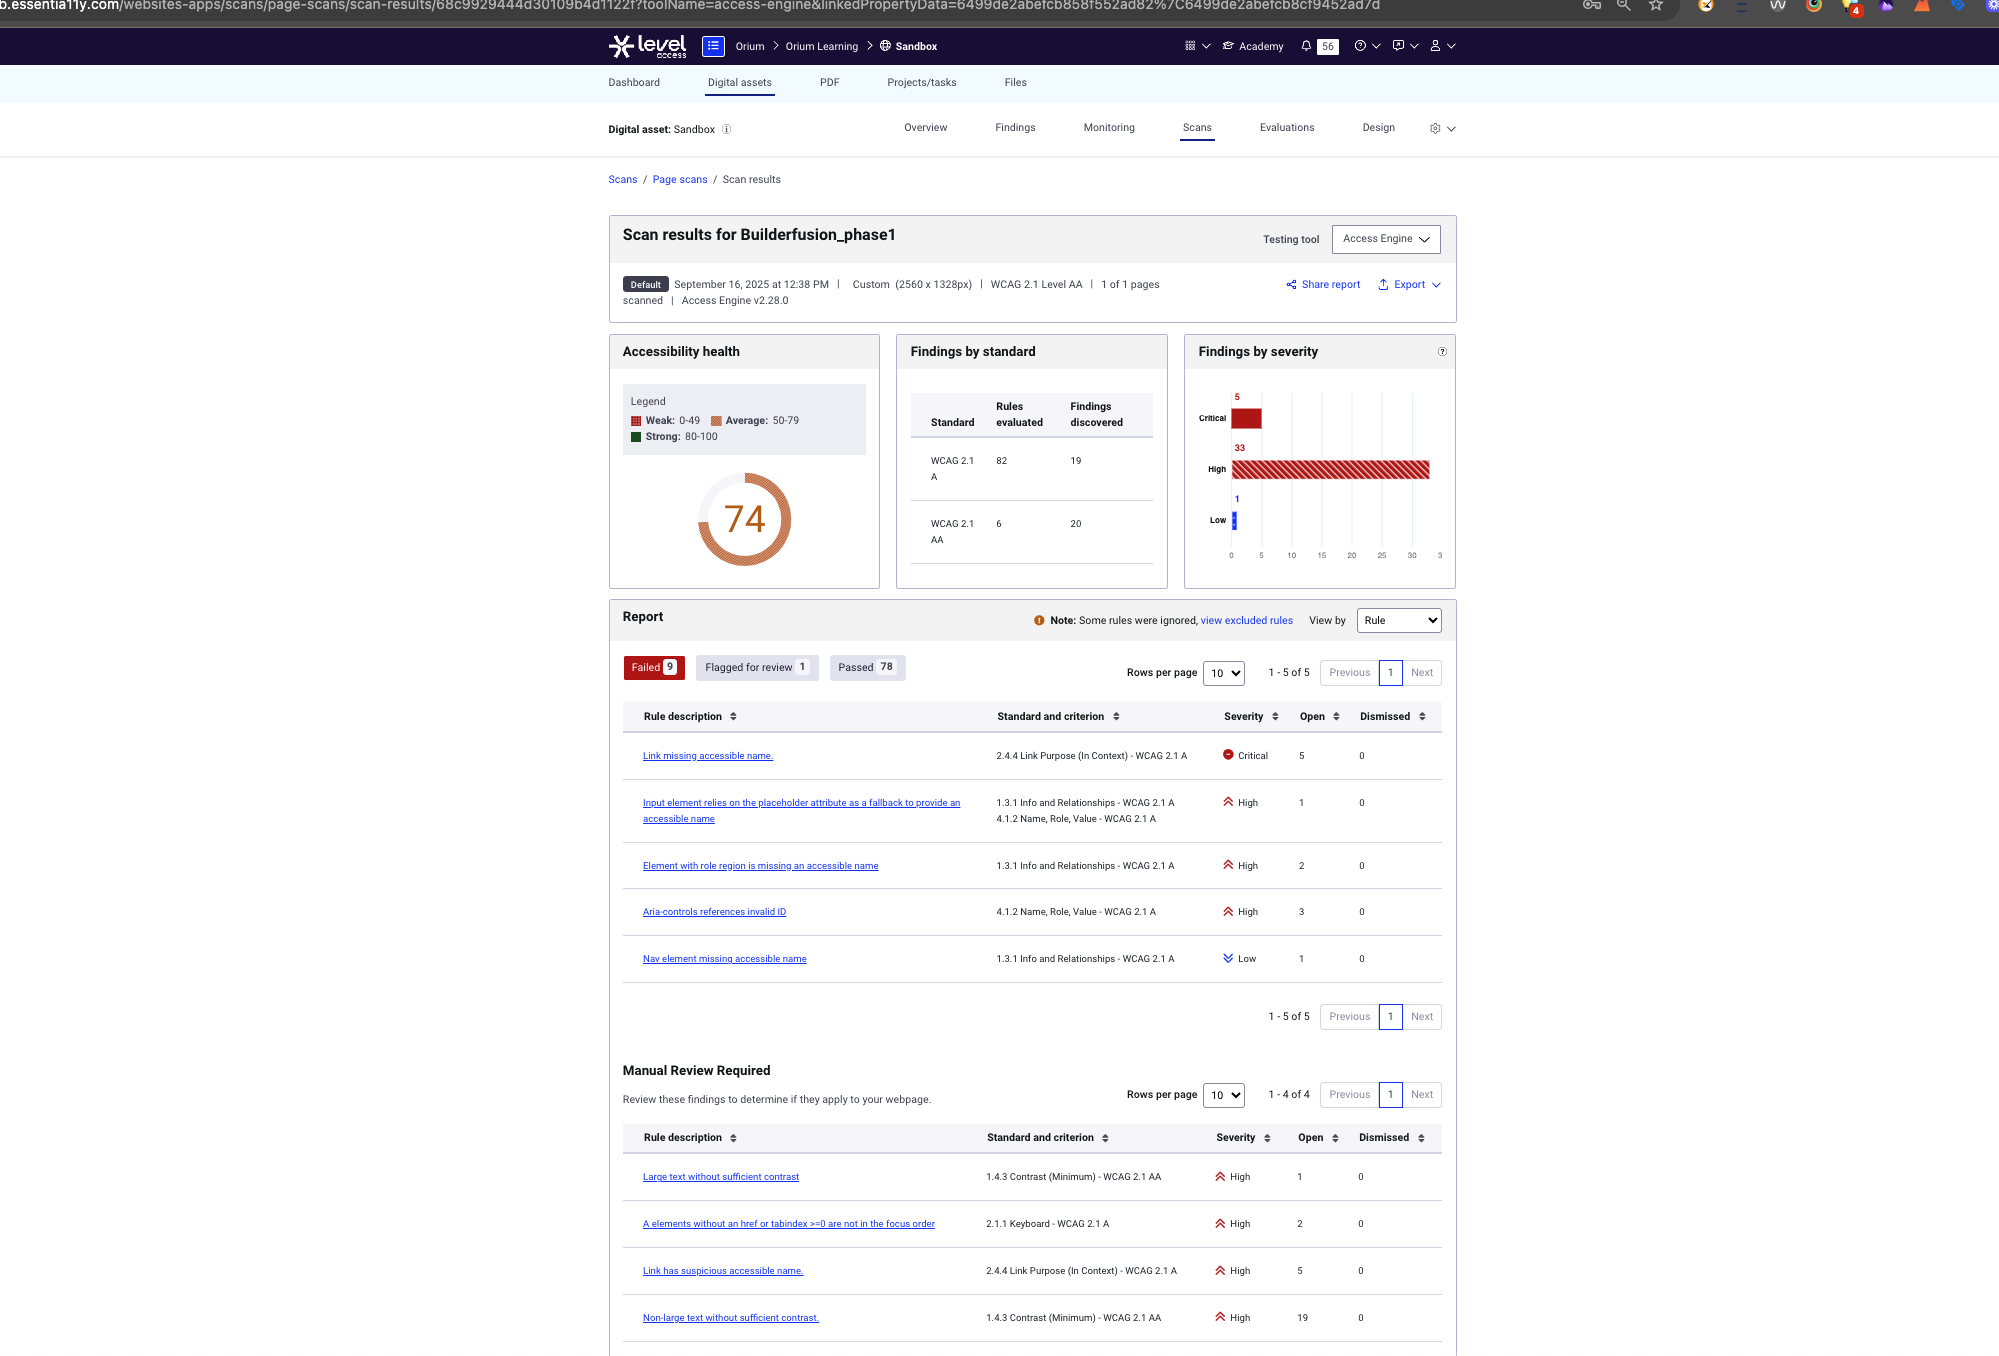 b.essentia11y.com/websites-apps/scans/page-scans/scan-results/68c9929444d30109b4d1122f?toolName=access-engine&linkedPropertyData=6499de2abefcb858f552ad82%7C6499de2abefcb8cf9452ad7d
4
level access
Orium > Orium Learning > Sandbox
Academy
56
Dashboard
Digital assets
PDF
Projects/tasks
Files
Digital asset: Sandbox
Overview
Findings
Monitoring
Scans
Evaluations
Design
Scans / Page scans / Scan results
Scan results for Builderfusion_phase1
Testing tool
Access Engine
Default September 16, 2025 at 12:38 PM | Custom (2560 x 1328px) | WCAG 2.1 Level AA | 1 of 1 pages
scanned | Access Engine v2.28.0
Share report
Export
Accessibility health
Legend
Weak: 0-49 Average: 50-79
Strong: 80-100
74
Findings by standard
Standard Rules evaluated Findings discovered
WCAG 2.1 A 82 19
WCAG 2.1 AA 6 20
Findings by severity
5
Critical
33
High
1
Low
0 5 10 15 20 25 30 3
Report
Note: Some rules were ignored, view excluded rules
View by
Rule
Failed 9
Flagged for review 1
Passed 78
Rows per page 10
1 - 5 of 5
Previous 1 Next
Rule description Standard and criterion Severity Open Dismissed
Link missing accessible name. 2.4.4 Link Purpose (In Context) - WCAG 2.1 A Critical 5 0
Input element relies on the placeholder attribute as a fallback to provide an accessible name 1.3.1 Info and Relationships - WCAG 2.1 A
4.1.2 Name, Role, Value - WCAG 2.1 A High 1 0
Element with role region is missing an accessible name 1.3.1 Info and Relationships - WCAG 2.1 A High 2 0
Aria-controls references invalid ID 4.1.2 Name, Role, Value - WCAG 2.1 A High 3 0
Nav element missing accessible name 1.3.1 Info and Relationships - WCAG 2.1 A Low 1 0
1 - 5 of 5
Previous 1 Next
Manual Review Required
Review these findings to determine if they apply to your webpage.
Rows per page 10
1 - 4 of 4
Previous 1 Next
Rule description Standard and criterion Severity Open Dismissed
Large text without sufficient contrast 1.4.3 Contrast (Minimum) - WCAG 2.1 AA High 1 0
A elements without an href or tabindex >=0 are not in the focus order 2.1.1 Keyboard - WCAG 2.1 A High 2 0
Link has suspicious accessible name. 2.4.4 Link Purpose (In Context) - WCAG 2.1 A High 5 0
Non-large text without sufficient contrast. 1.4.3 Contrast (Minimum) - WCAG 2.1 AA High 19 0